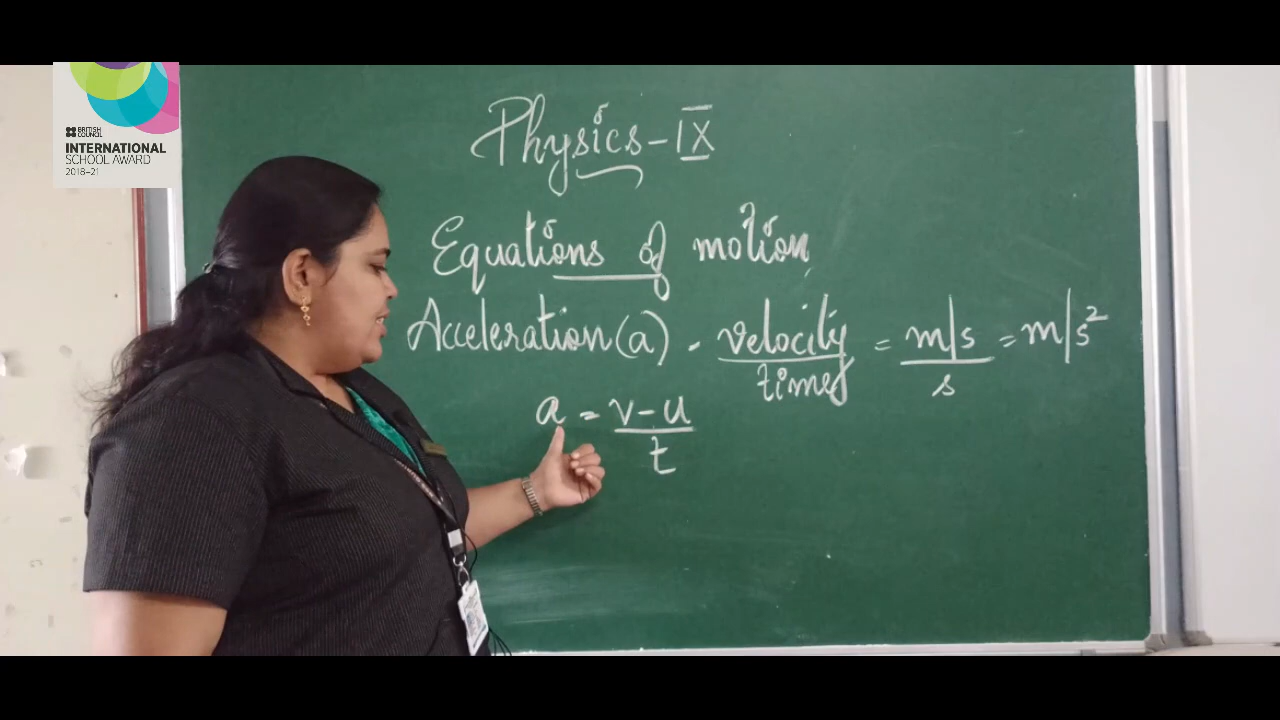 BRITISH
COUNCIL
INTERNATIONAL
SCHOOL AWARD
2018–21
Physics - IX
Equations of motion
Acceleration (a) = velocity/times = m/s/s = m/s²
a = v-u/t